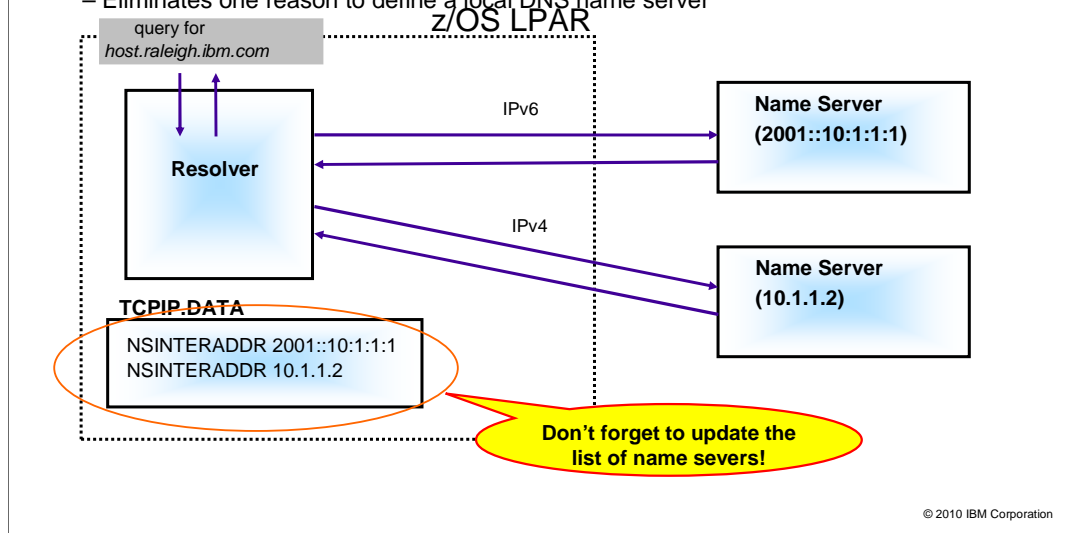 – Eliminates one reason to define a local DNS name server
z/OS LPAR
query for
host.raleigh.ibm.com
Resolver
IPv6
Name Server
(2001::10:1:1:1)
IPv4
Name Server
(10.1.1.2)
TCPIP.DATA
NSINTERADDR 2001::10:1:1:1
NSINTERADDR 10.1.1.2
Don't forget to update the
list of name severs!
© 2010 IBM Corporation